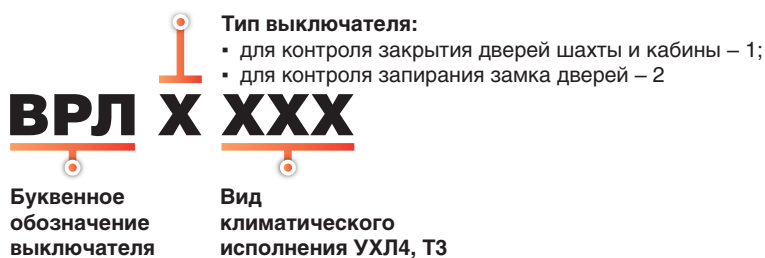 Тип выключателя:
▪ для контроля закрытия дверей шахты и кабины – 1;
▪ для контроля запирания замка дверей – 2
ВРЛ Х ХХХ
Буквенное
обозначение
выключателя
Вид
климатического
исполнения УХЛ4, Т3